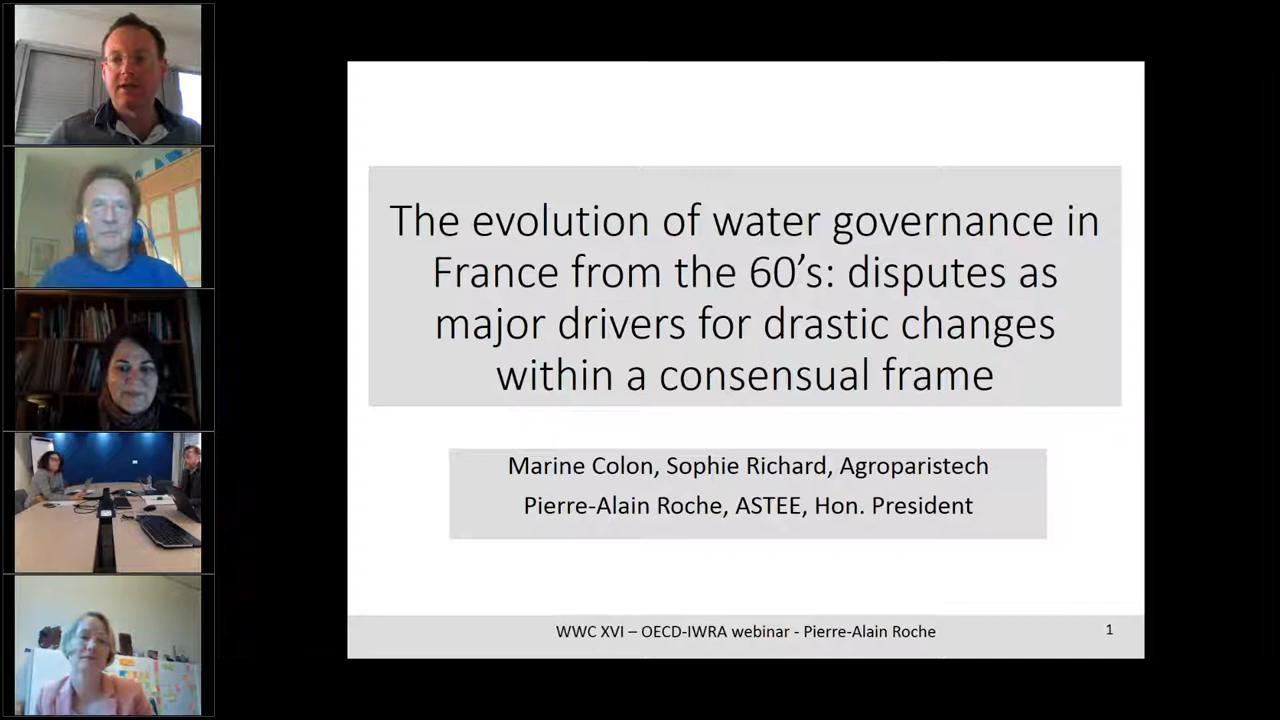 The evolution of water governance in
France from the 60’s: disputes as
major drivers for drastic changes
within a consensual frame
Marine Colon, Sophie Richard, Agroparistech
Pierre-Alain Roche, ASTEE, Hon. President
WWC XVI – OECD-IWRA webinar - Pierre-Alain Roche
1